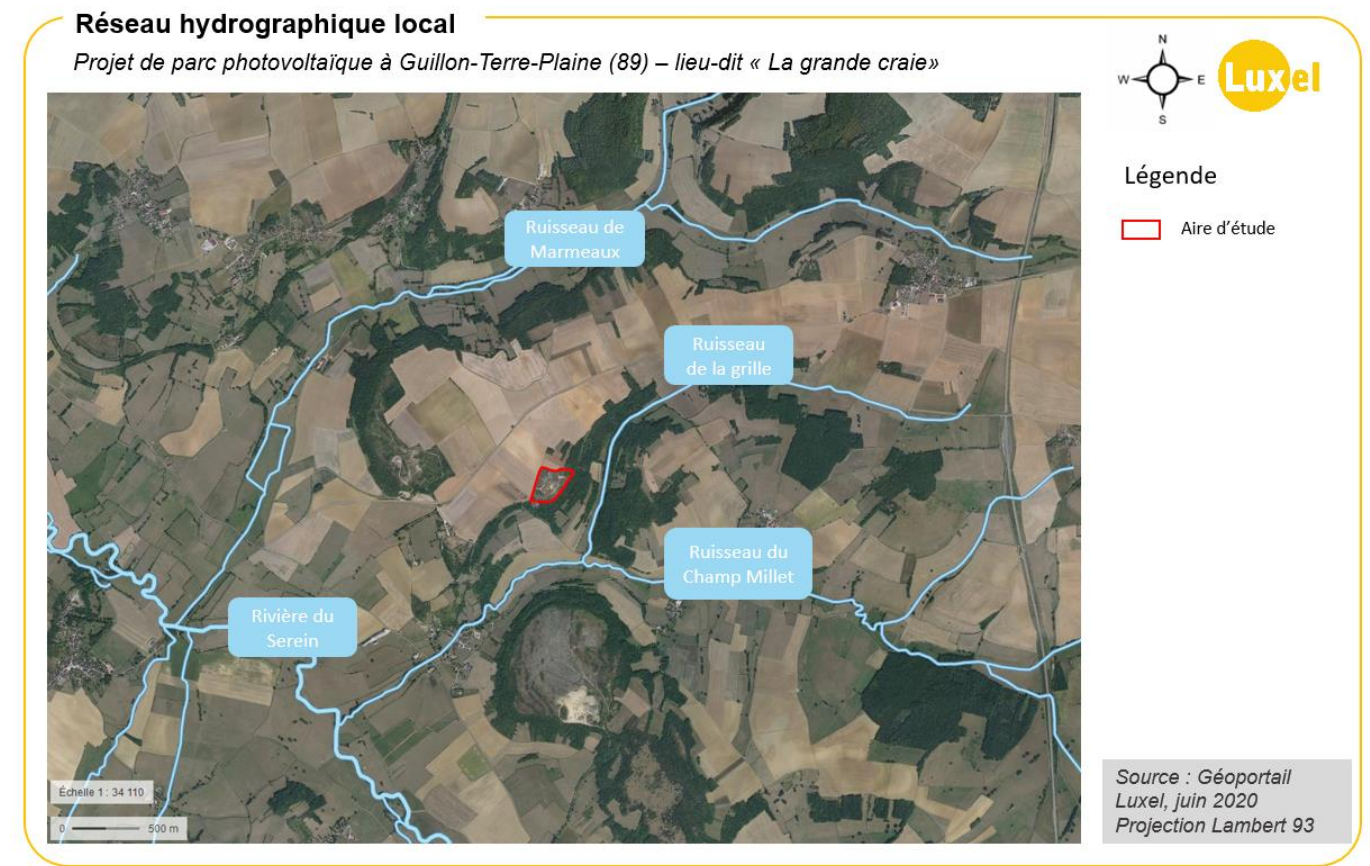 Réseau hydrographique local
Projet de parc photovoltaïque à Guillon-Terre-Plaine (89) – lieu-dit « La grande craie»
N
W
E
S
Luxel
Légende
Aire d'étude
Ruisseau de
Marmeaux
Ruisseau
de la grille
Ruisseau du
Champ Millet
Rivière du
Serein
Échelle 1 : 34 110
0
500 m
Source : Géoportail
Luxel, juin 2020
Projection Lambert 93